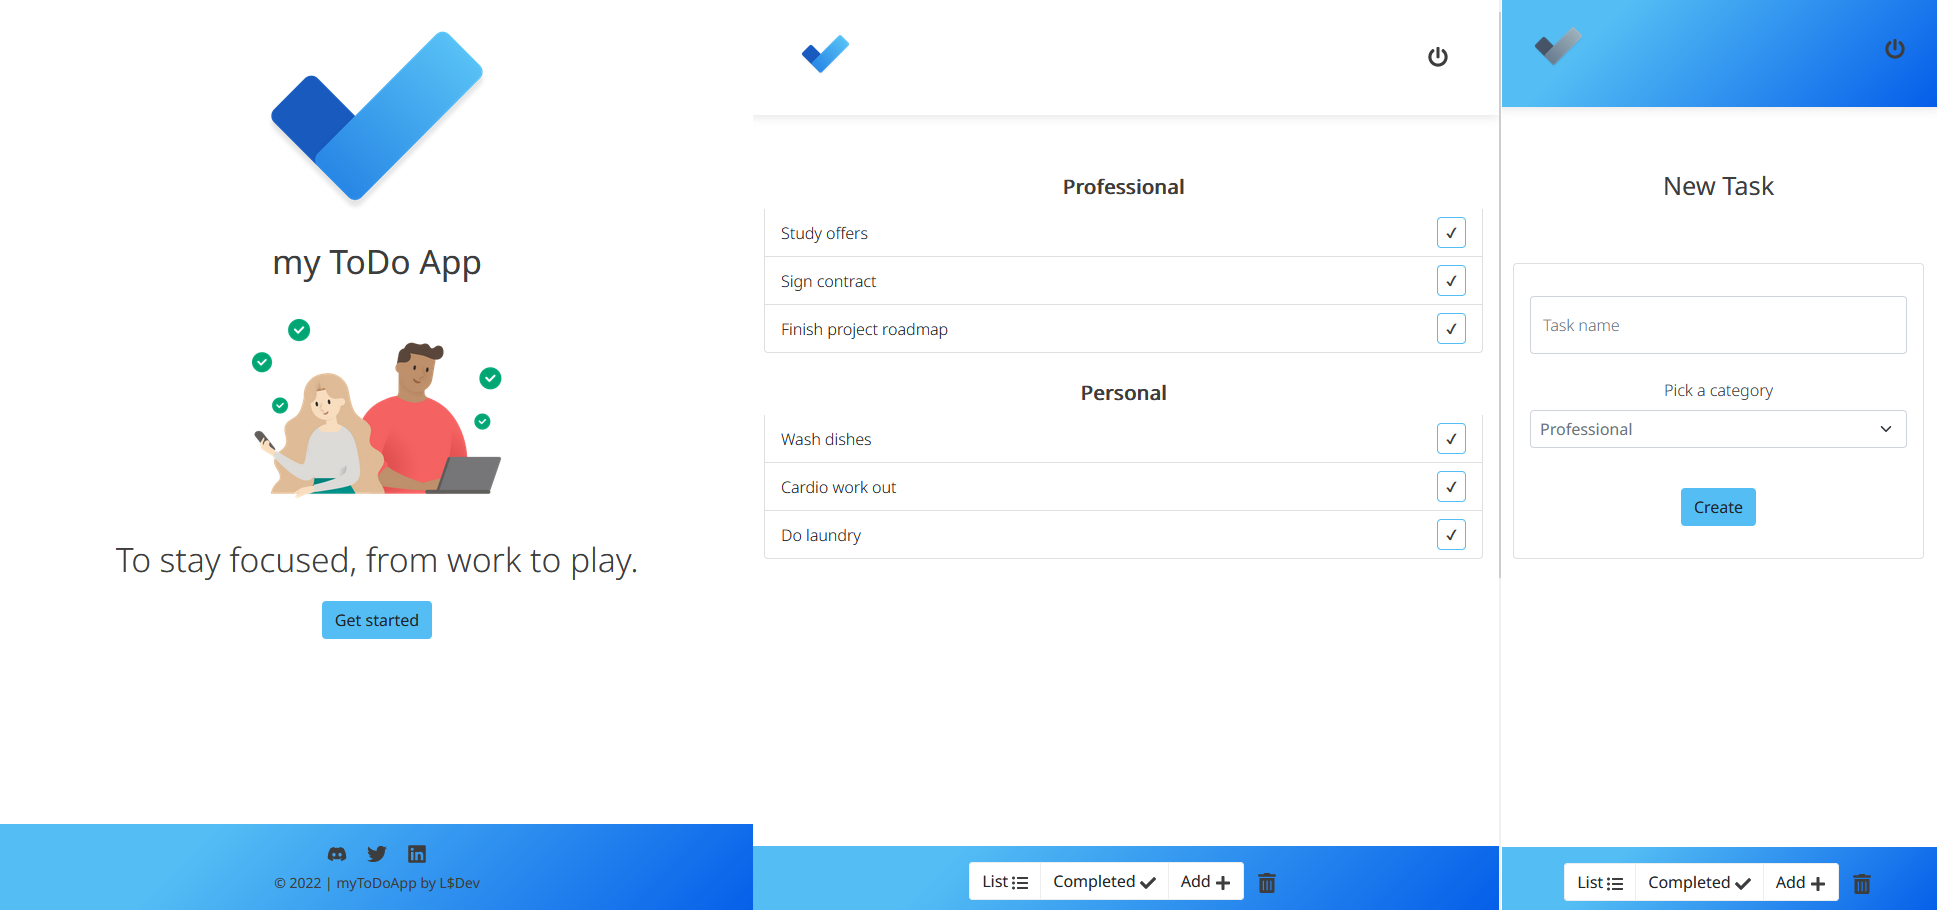 my ToDo App
To stay focused, from work to play.
Get started
© 2022 | myToDoApp by L$Dev
Professional
Study offers
Sign contract
Finish project roadmap
Personal
Wash dishes
Cardio work out
Do laundry
List Completed Add
New Task
Task name
Pick a category
Professional
Create
List Completed Add